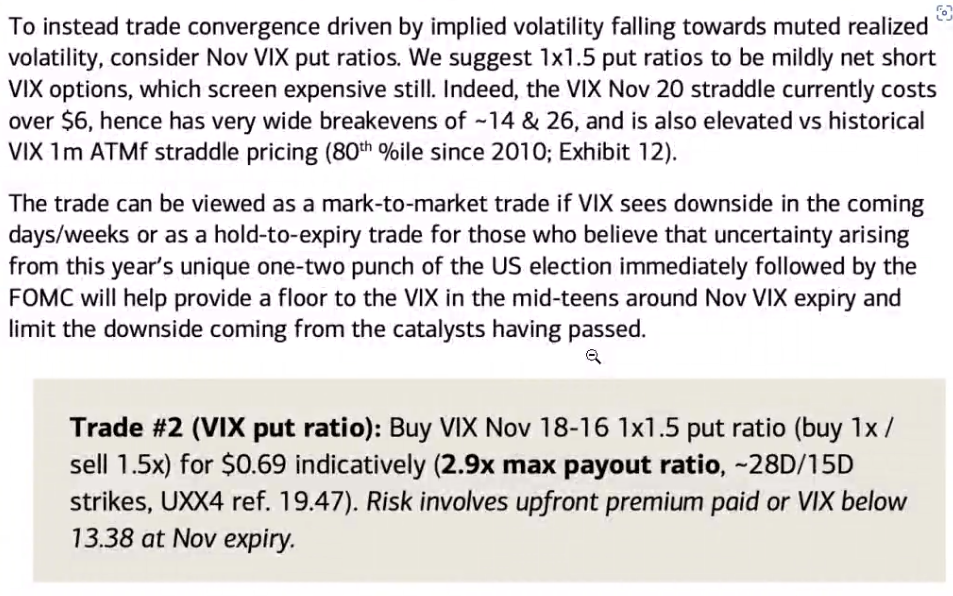 To instead trade convergence driven by implied volatility falling towards muted realized
volatility, consider Nov VIX put ratios. We suggest 1x1.5 put ratios to be mildly net short
VIX options, which screen expensive still. Indeed, the VIX Nov 20 straddle currently costs
over $6, hence has very wide breakevens of ~14 & 26, and is also elevated vs historical
VIX 1m ATMf straddle pricing (80th %ile since 2010; Exhibit 12).
The trade can be viewed as a mark-to-market trade if VIX sees downside in the coming
days/weeks or as a hold-to-expiry trade for those who believe that uncertainty arising
from this year's unique one-two punch of the US election immediately followed by the
FOMC will help provide a floor to the VIX in the mid-teens around Nov VIX expiry and
limit the downside coming from the catalysts having passed.
Trade #2 (VIX put ratio): Buy VIX Nov 18-16 1x1.5 put ratio (buy 1x /
sell 1.5x) for $0.69 indicatively (2.9x max payout ratio, ~28D/15D
strikes, UXX4 ref. 19.47). Risk involves upfront premium paid or VIX below
13.38 at Nov expiry.